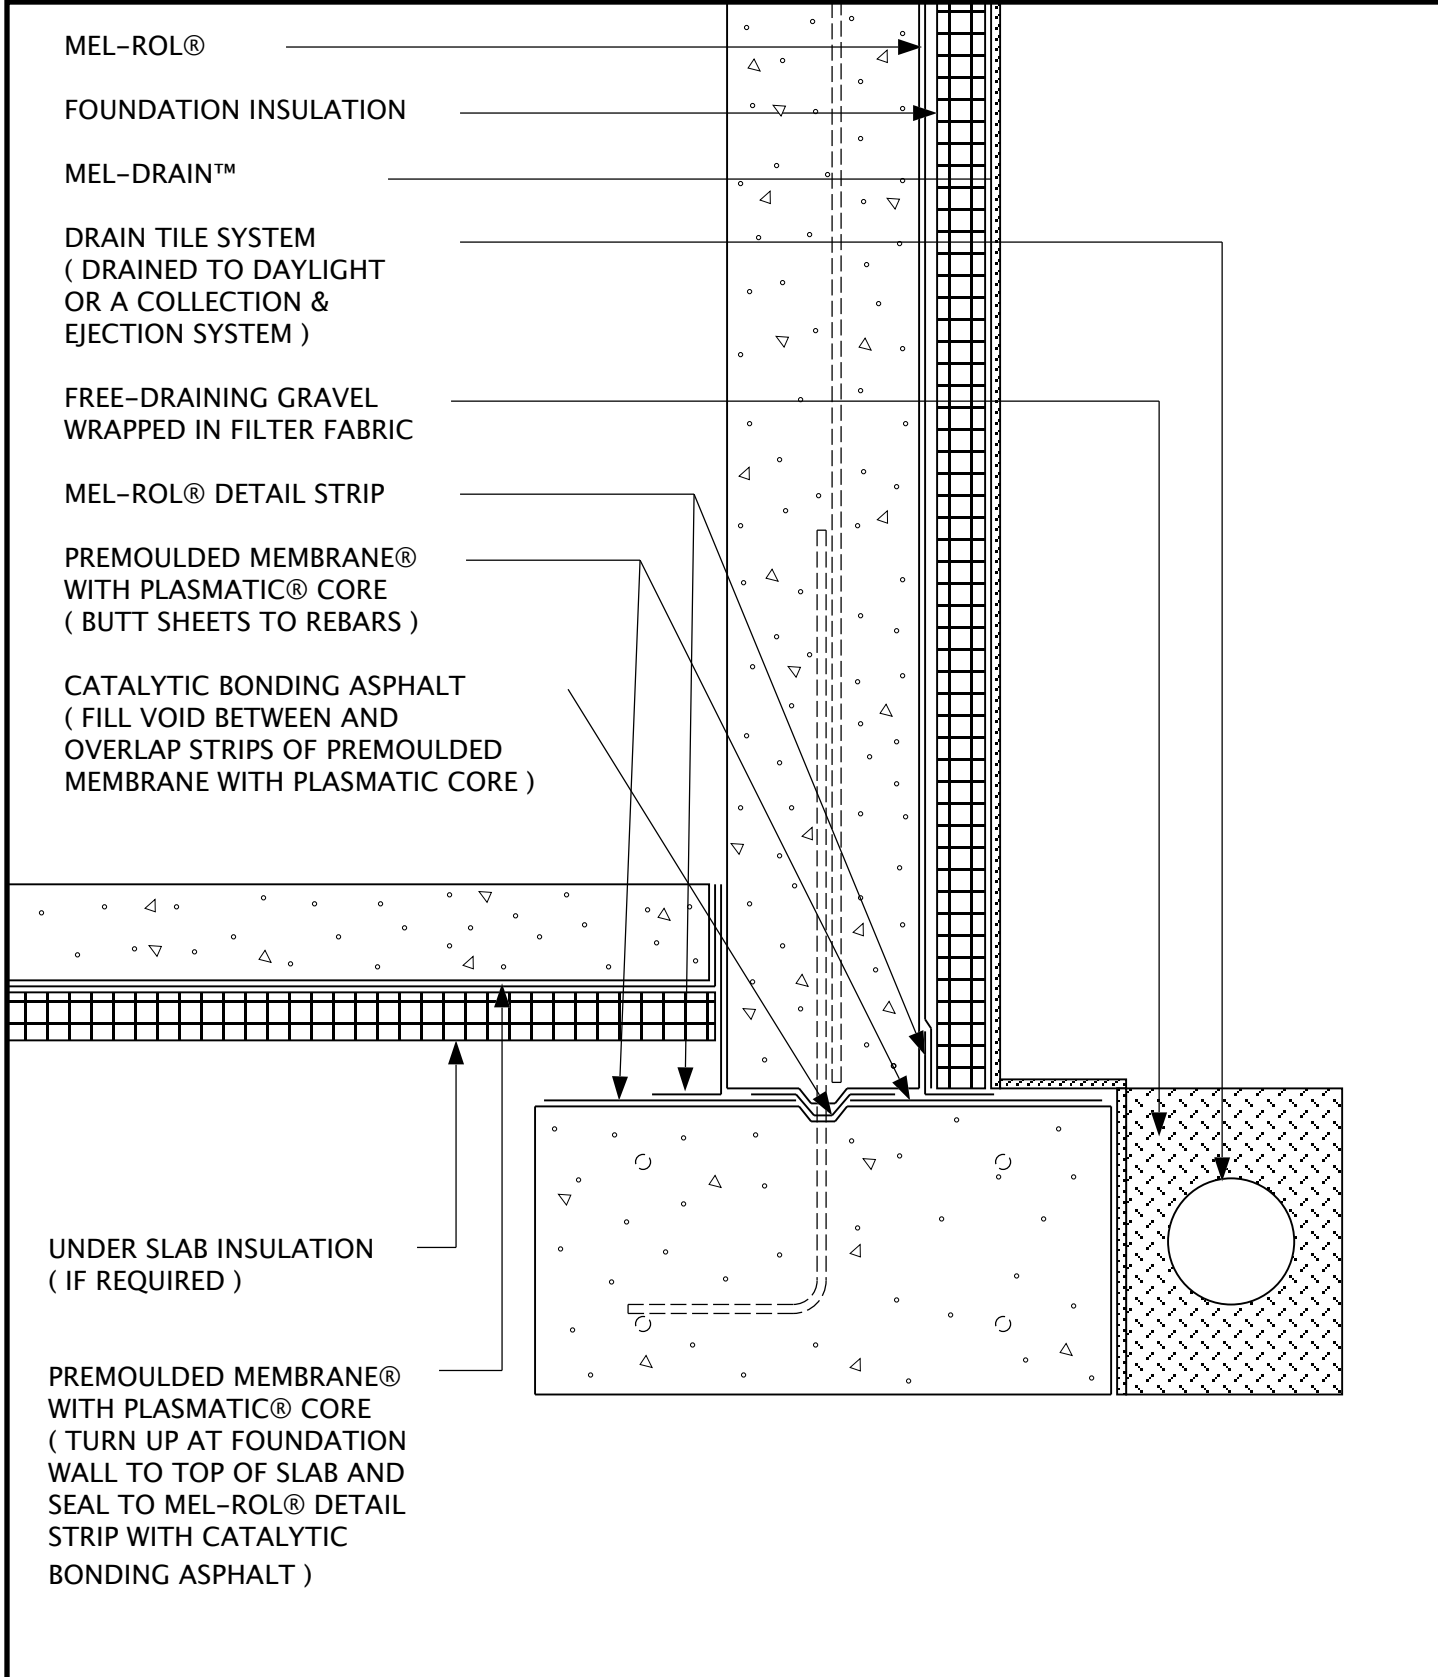 MEL-ROL®
FOUNDATION INSULATION
MEL-DRAIN™
DRAIN TILE SYSTEM
( DRAINED TO DAYLIGHT
OR A COLLECTION &
EJECTION SYSTEM )
FREE-DRAINING GRAVEL
WRAPPED IN FILTER FABRIC
MEL-ROL® DETAIL STRIP
PREMOULDED MEMBRANE®
WITH PLASMATIC® CORE
( BUTT SHEETS TO REBARS )
CATALYTIC BONDING ASPHALT
( FILL VOID BETWEEN AND
OVERLAP STRIPS OF PREMOULDED
MEMBRANE WITH PLASMATIC CORE )
UNDER SLAB INSULATION
( IF REQUIRED )
PREMOULDED MEMBRANE®
WITH PLASMATIC® CORE
( TURN UP AT FOUNDATION
WALL TO TOP OF SLAB AND
SEAL TO MEL-ROL® DETAIL
STRIP WITH CATALYTIC
BONDING ASPHALT )